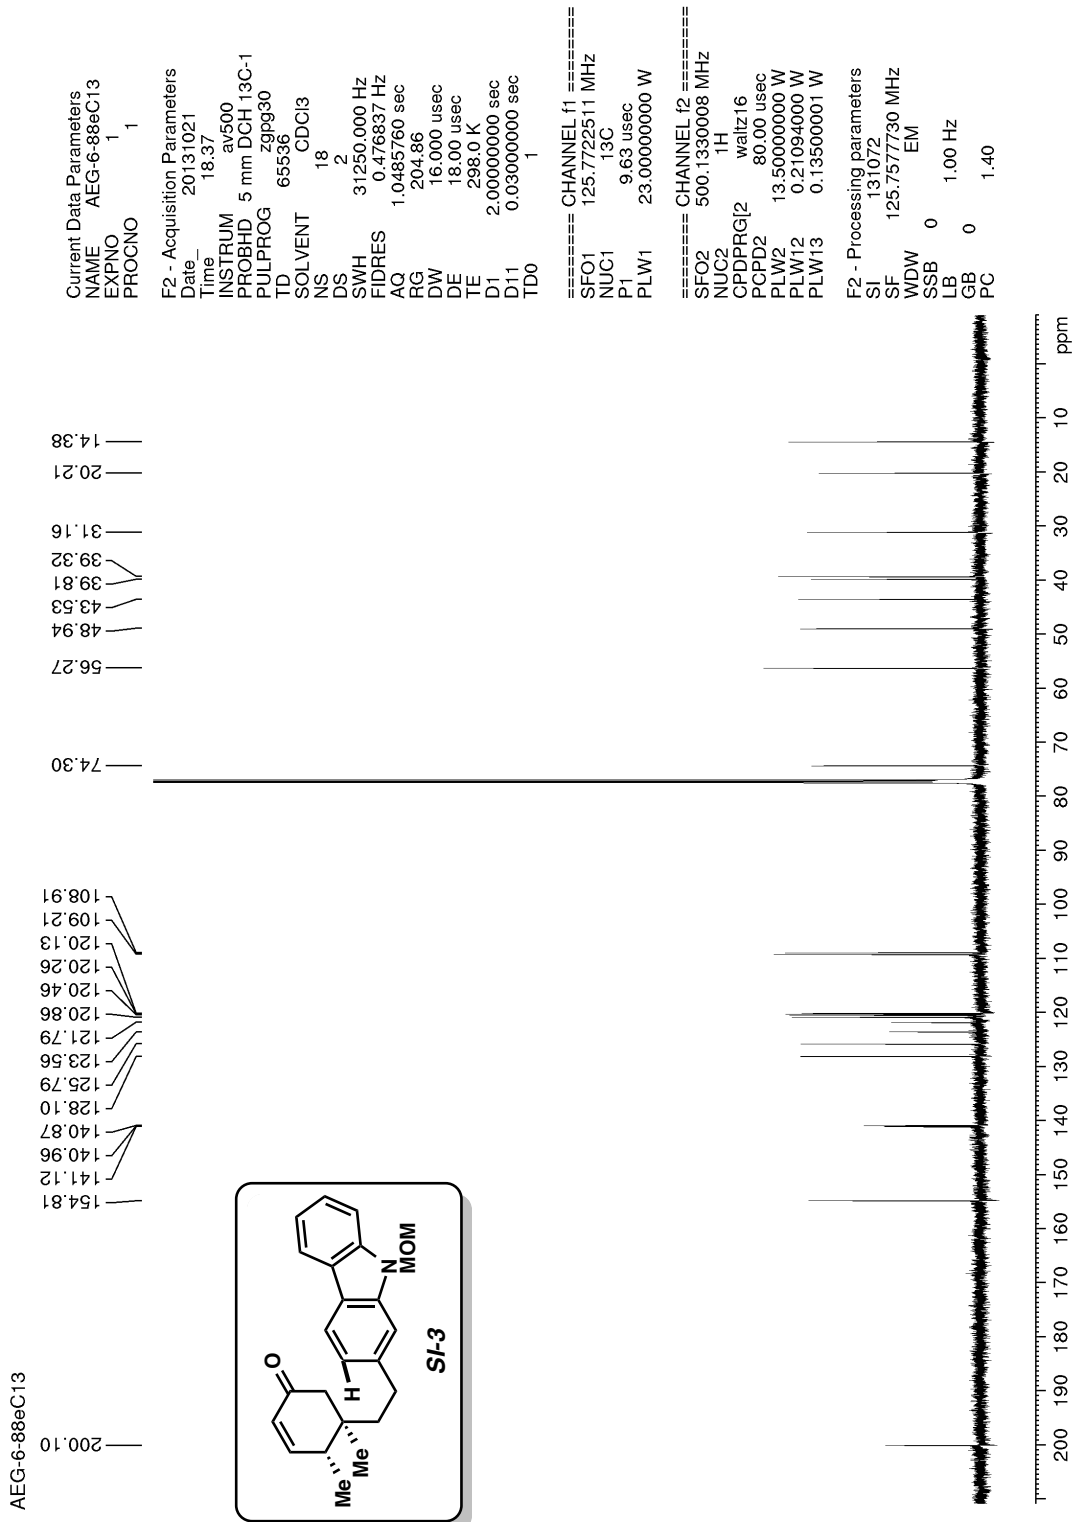 AEG-6-88eC13
200.10
154.81
141.12
140.96
140.87
128.10
125.79
123.56
121.79
120.86
120.46
120.26
120.13
109.21
108.91
74.30
56.27
48.94
43.53
39.81
39.32
31.16
20.21
14.38
Current Data Parameters
NAME AEG-6-88eC13
EXPNO 1
PROCNO 1
F2 - Acquisition Parameters
Date_ 20131021
Time 18.37
INSTRUM av500
PROBHD 5 mm DCH 13C-1
PULPROG zgpg30
TD 65536
SOLVENT CDCl3
NS 18
DS 2
SWH 31250.000 Hz
FIDRES 0.476837 Hz
AQ 1.0485760 sec
RG 204.86
DW 16.000 usec
DE 18.00 usec
TE 298.0 K
D1 2.00000000 sec
D11 0.03000000 sec
TD0 1
======== CHANNEL f1 ========
SFO1 125.7722511 MHz
NUC1 13C
P1 9.63 usec
PLW1 23.00000000 W
======== CHANNEL f2 ========
SFO2 500.1330008 MHz
NUC2 1H
CPDPRG[2 waltz16
PCPD2 80.00 usec
PLW2 13.50000000 W
PLW12 0.21094000 W
PLW13 0.13500001 W
F2 - Processing parameters
SI 131072
SF 125.7577730 MHz
WDW EM
SSB 0
LB 1.00 Hz
GB 0
PC 1.40
O
H
Me
Me
N
MOM
SI-3
200 190 180 170 160 150 140 130 120 110 100 90 80 70 60 50 40 30 20 10 ppm